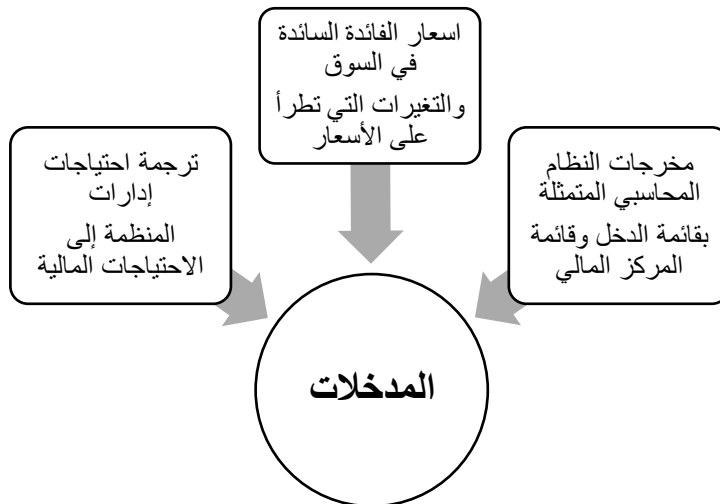 اسعار الفائدة السائدة
في السوق
والتغيرات التي تطرأ
على الأسعار
مخرجات النظام
المحاسبي المتمثلة
بقائمة الدخل وقائمة
المركز المالي
ترجمة احتياجات
إدارات
المنظمة إلى
الاحتياجات المالية
المدخلات